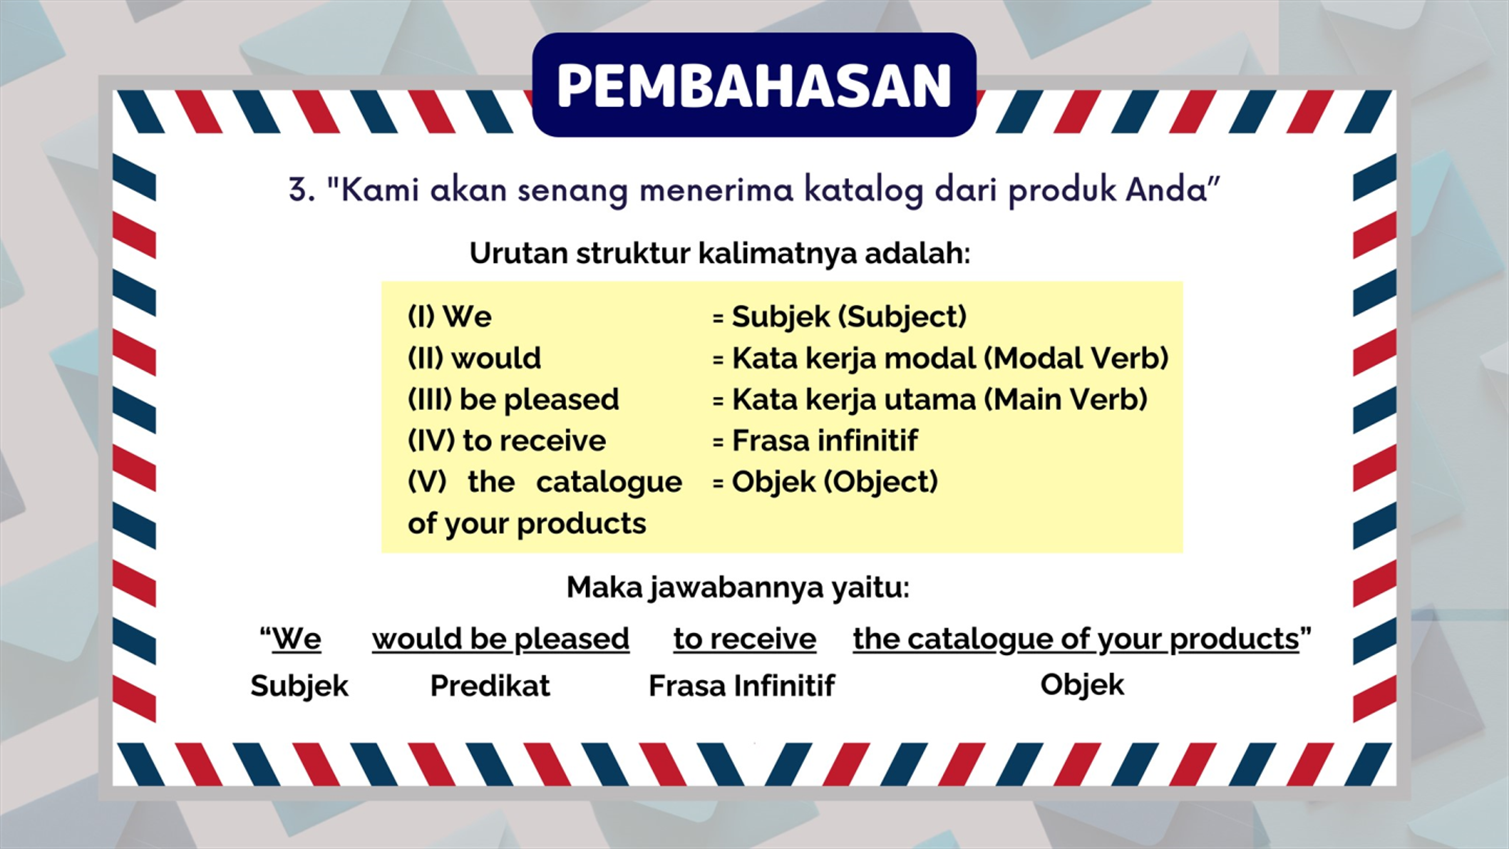 PEMBAHASAN
3. "Kami akan senang menerima katalog dari produk Anda”
Urutan struktur kalimatnya adalah:
(I) We = Subjek (Subject)
(II) would = Kata kerja modal (Modal Verb)
(III) be pleased = Kata kerja utama (Main Verb)
(IV) to receive = Frasa infinitif
(V) the catalogue = Objek (Object)
of your products
Maka jawabannya yaitu:
“We would be pleased to receive the catalogue of your products”
Subjek Predikat Frasa Infinitif Objek